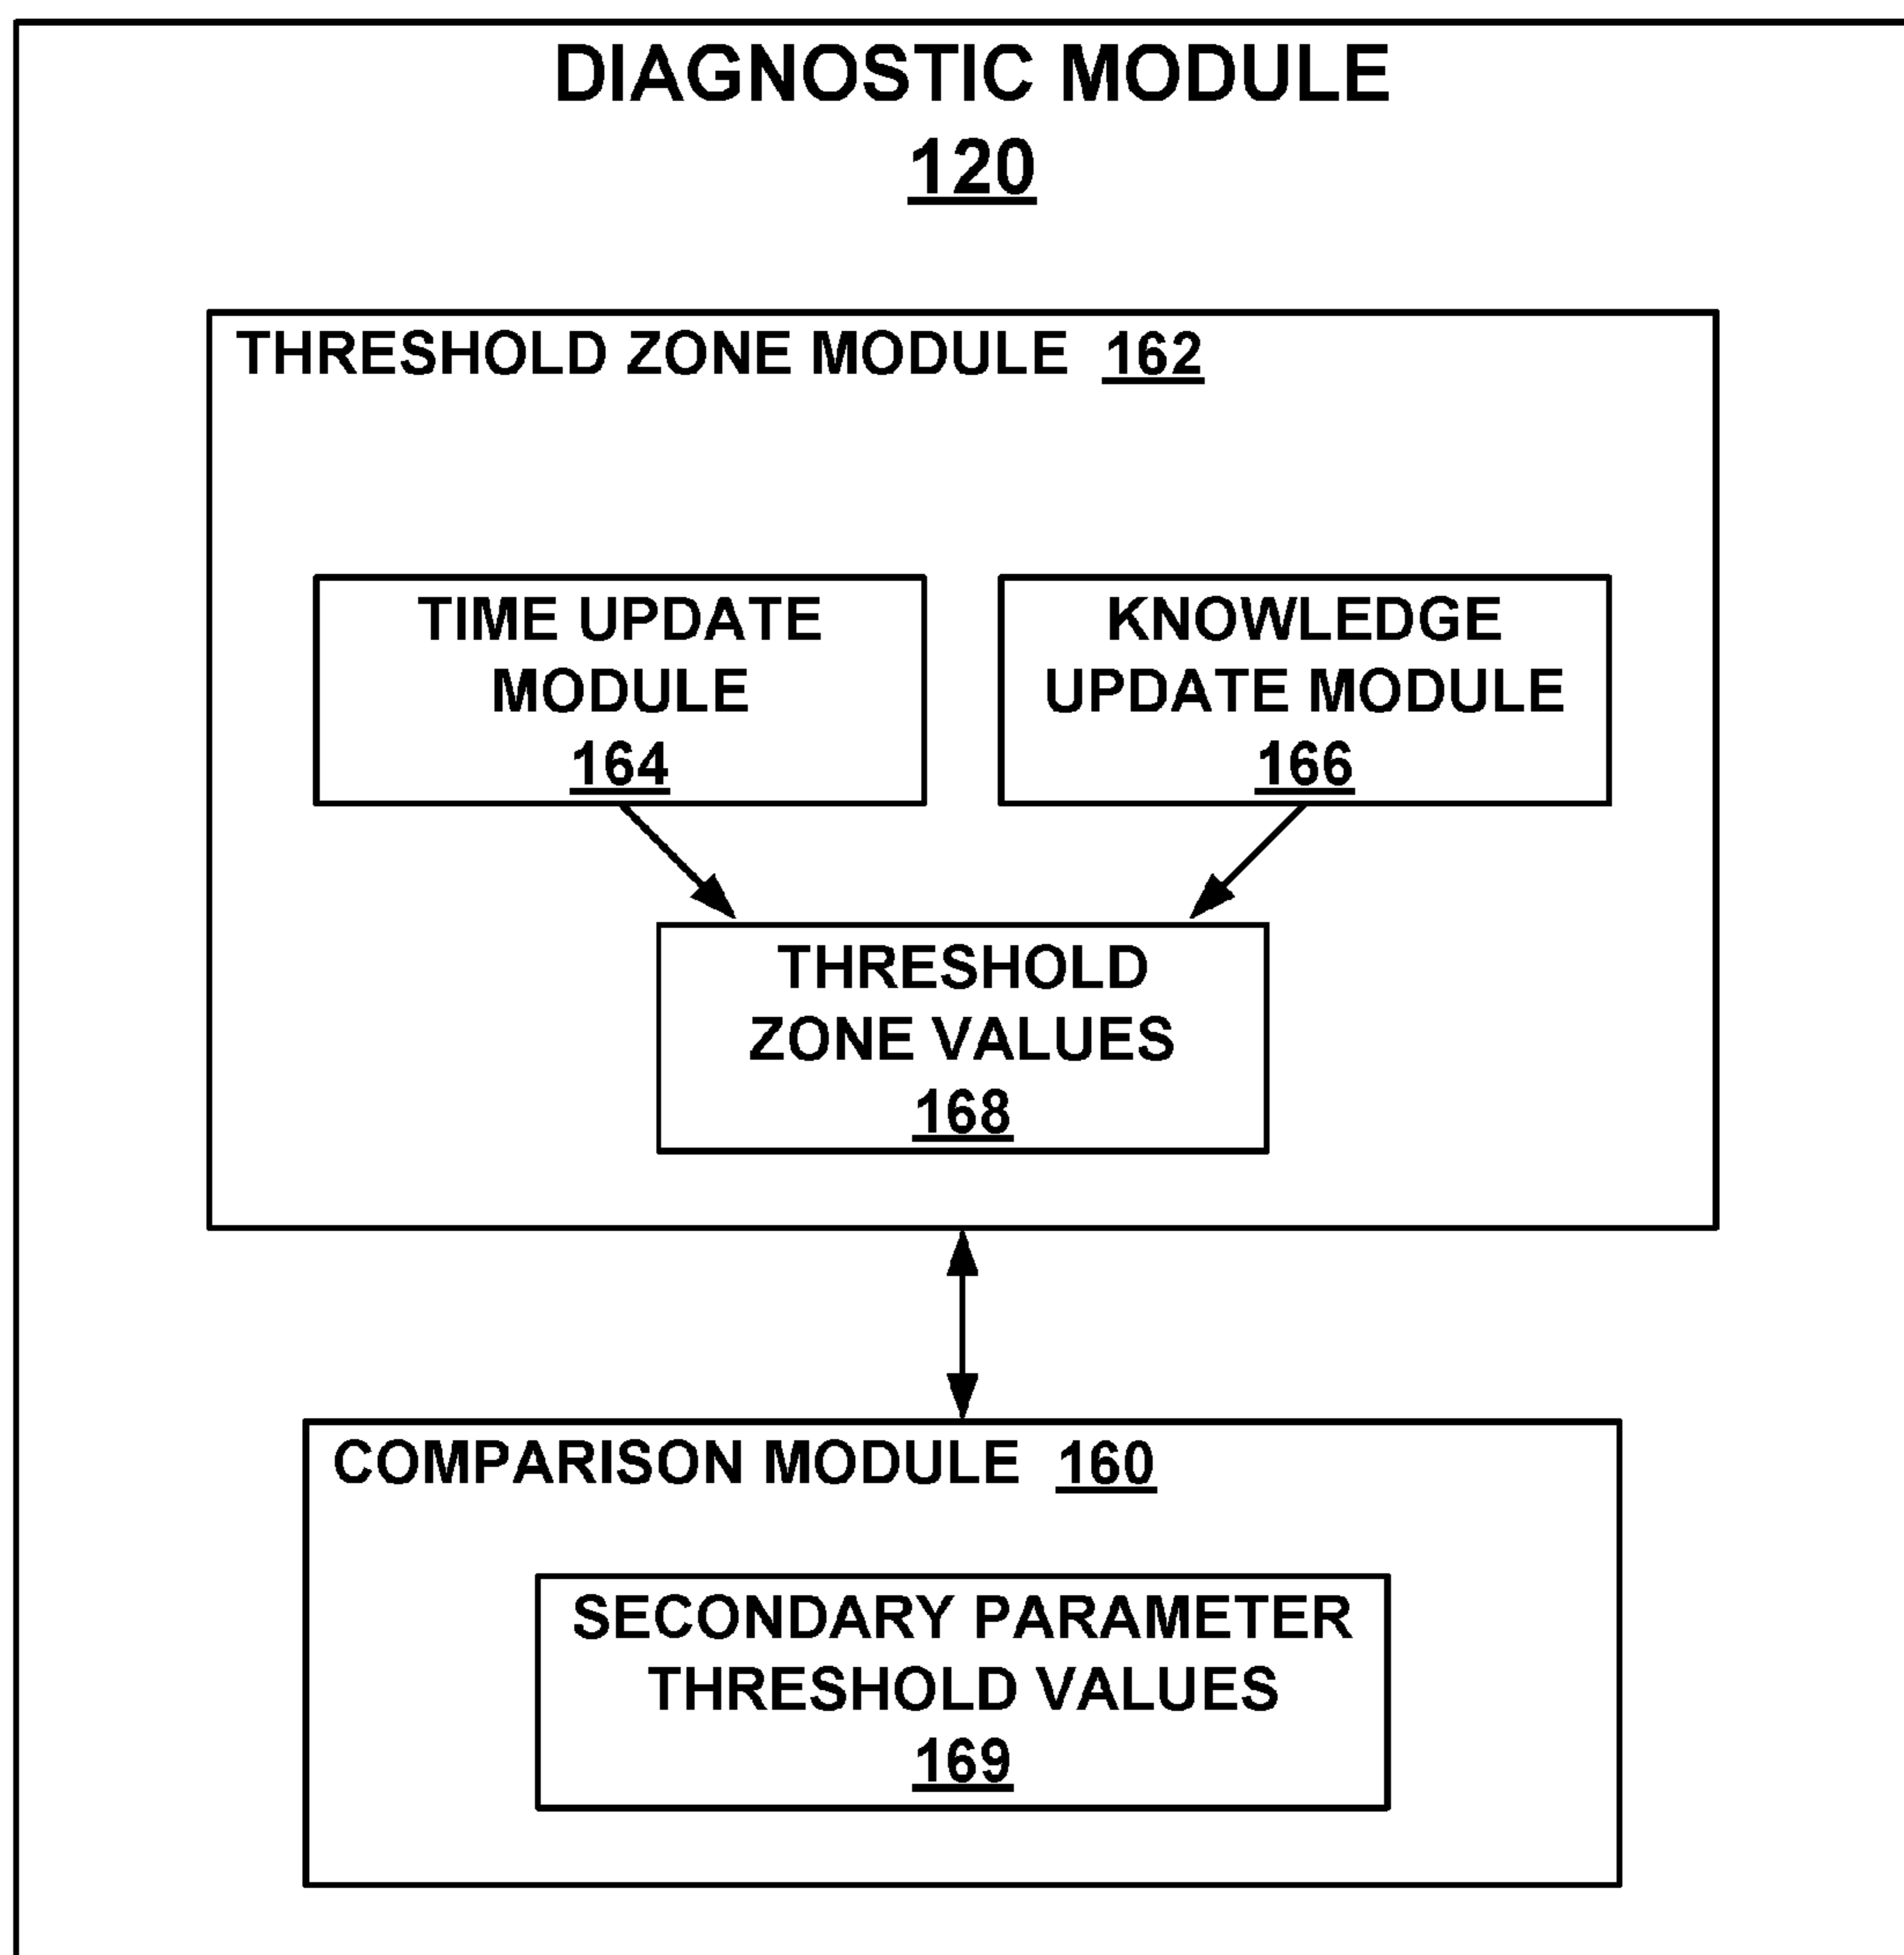 DIAGNOSTIC MODULE
120
THRESHOLD ZONE MODULE 162
TIME UPDATE
MODULE
164
KNOWLEDGE
UPDATE MODULE
166
THRESHOLD
ZONE VALUES
168
COMPARISON MODULE 160
SECONDARY PARAMETER
THRESHOLD VALUES
169